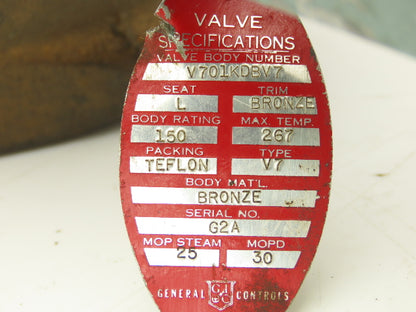 VALVE
SPECIFICATIONS
VALVE BODY NUMBER
V701KDBV7
SEAT TRIM
L BRONZE
BODY RATING MAX. TEMP.
150 267
PACKING TYPE
TEFLON V7
BODY MAT'L.
BRONZE
SERIAL NO.
G2A
MOP STEAM MOPD
25 30
GENERAL CONTROLS